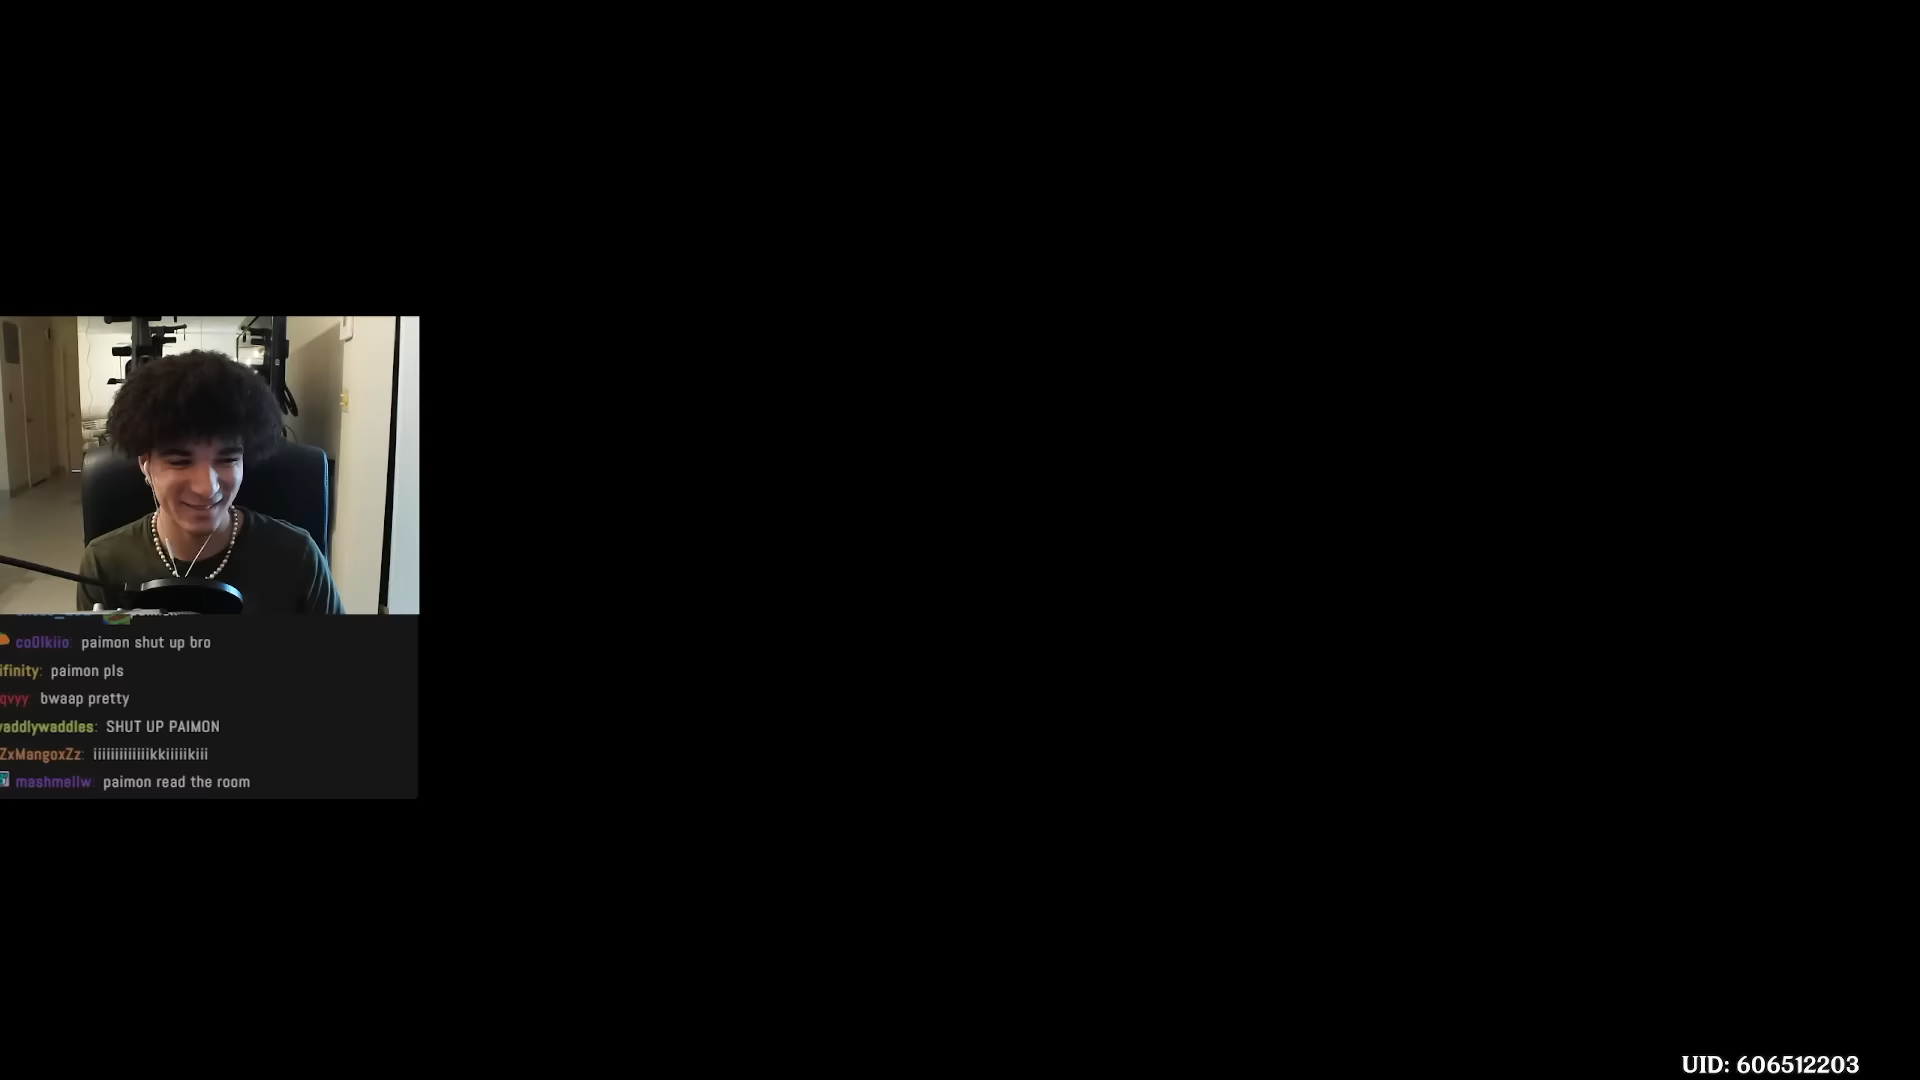 co0lkiio: paimon shut up bro
ifinity: paimon pls
qvyy: bwaap pretty
vaddlywaddles: SHUT UP PAIMON
ZxMangoxZz: iiiiiiiiiiiiikkiiiiikiii
mashmellw: paimon read the room
UID: 606512203